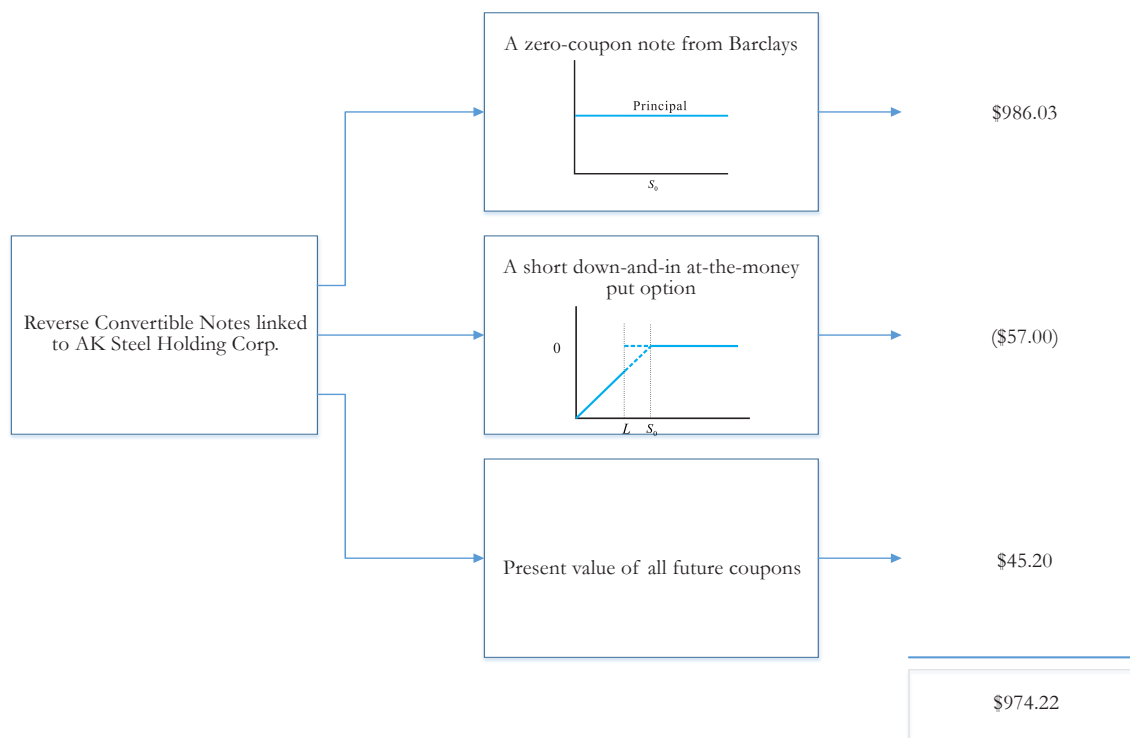 A zero-coupon note from Barclays
Principal
S₀
$986.03
Reverse Convertible Notes linked
to AK Steel Holding Corp.
A short down-and-in at-the-money
put option
0
L S₀
($57.00)
Present value of all future coupons
$45.20
$974.22